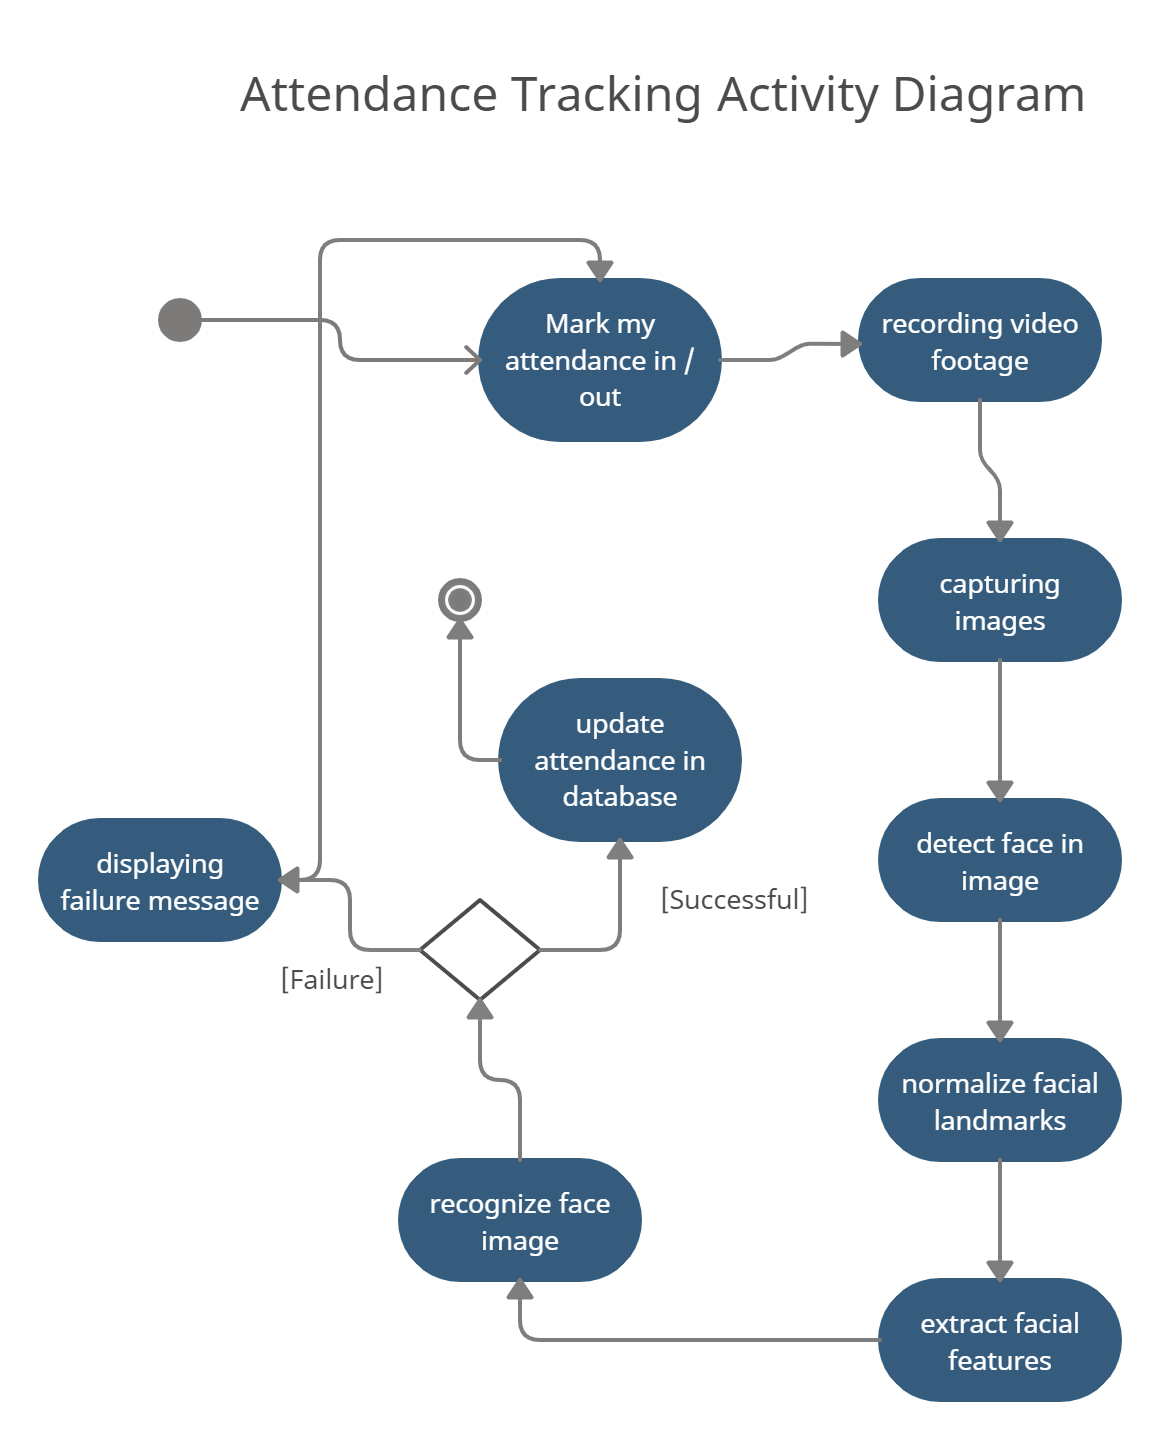 Attendance Tracking Activity Diagram
Mark my
attendance in /
out
recording video
footage
capturing
images
update
attendance in
database
detect face in
image
displaying
failure message
[Successful]
[Failure]
normalize facial
landmarks
recognize face
image
extract facial
features